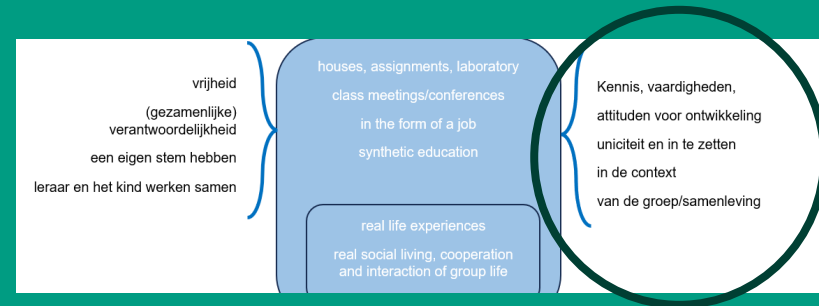 vrijheid
(gezamenlijke)
verantwoordelijkheid
een eigen stem hebben
leraar en het kind werken samen
houses, assignments, laboratory
class meetings/conferences
in the form of a job
synthetic education
real life experiences
real social living, cooperation
and interaction of group life
Kennis, vaardigheden,
attituden voor ontwikkeling
uniciteit en in te zetten
in de context
van de groep/samenleving